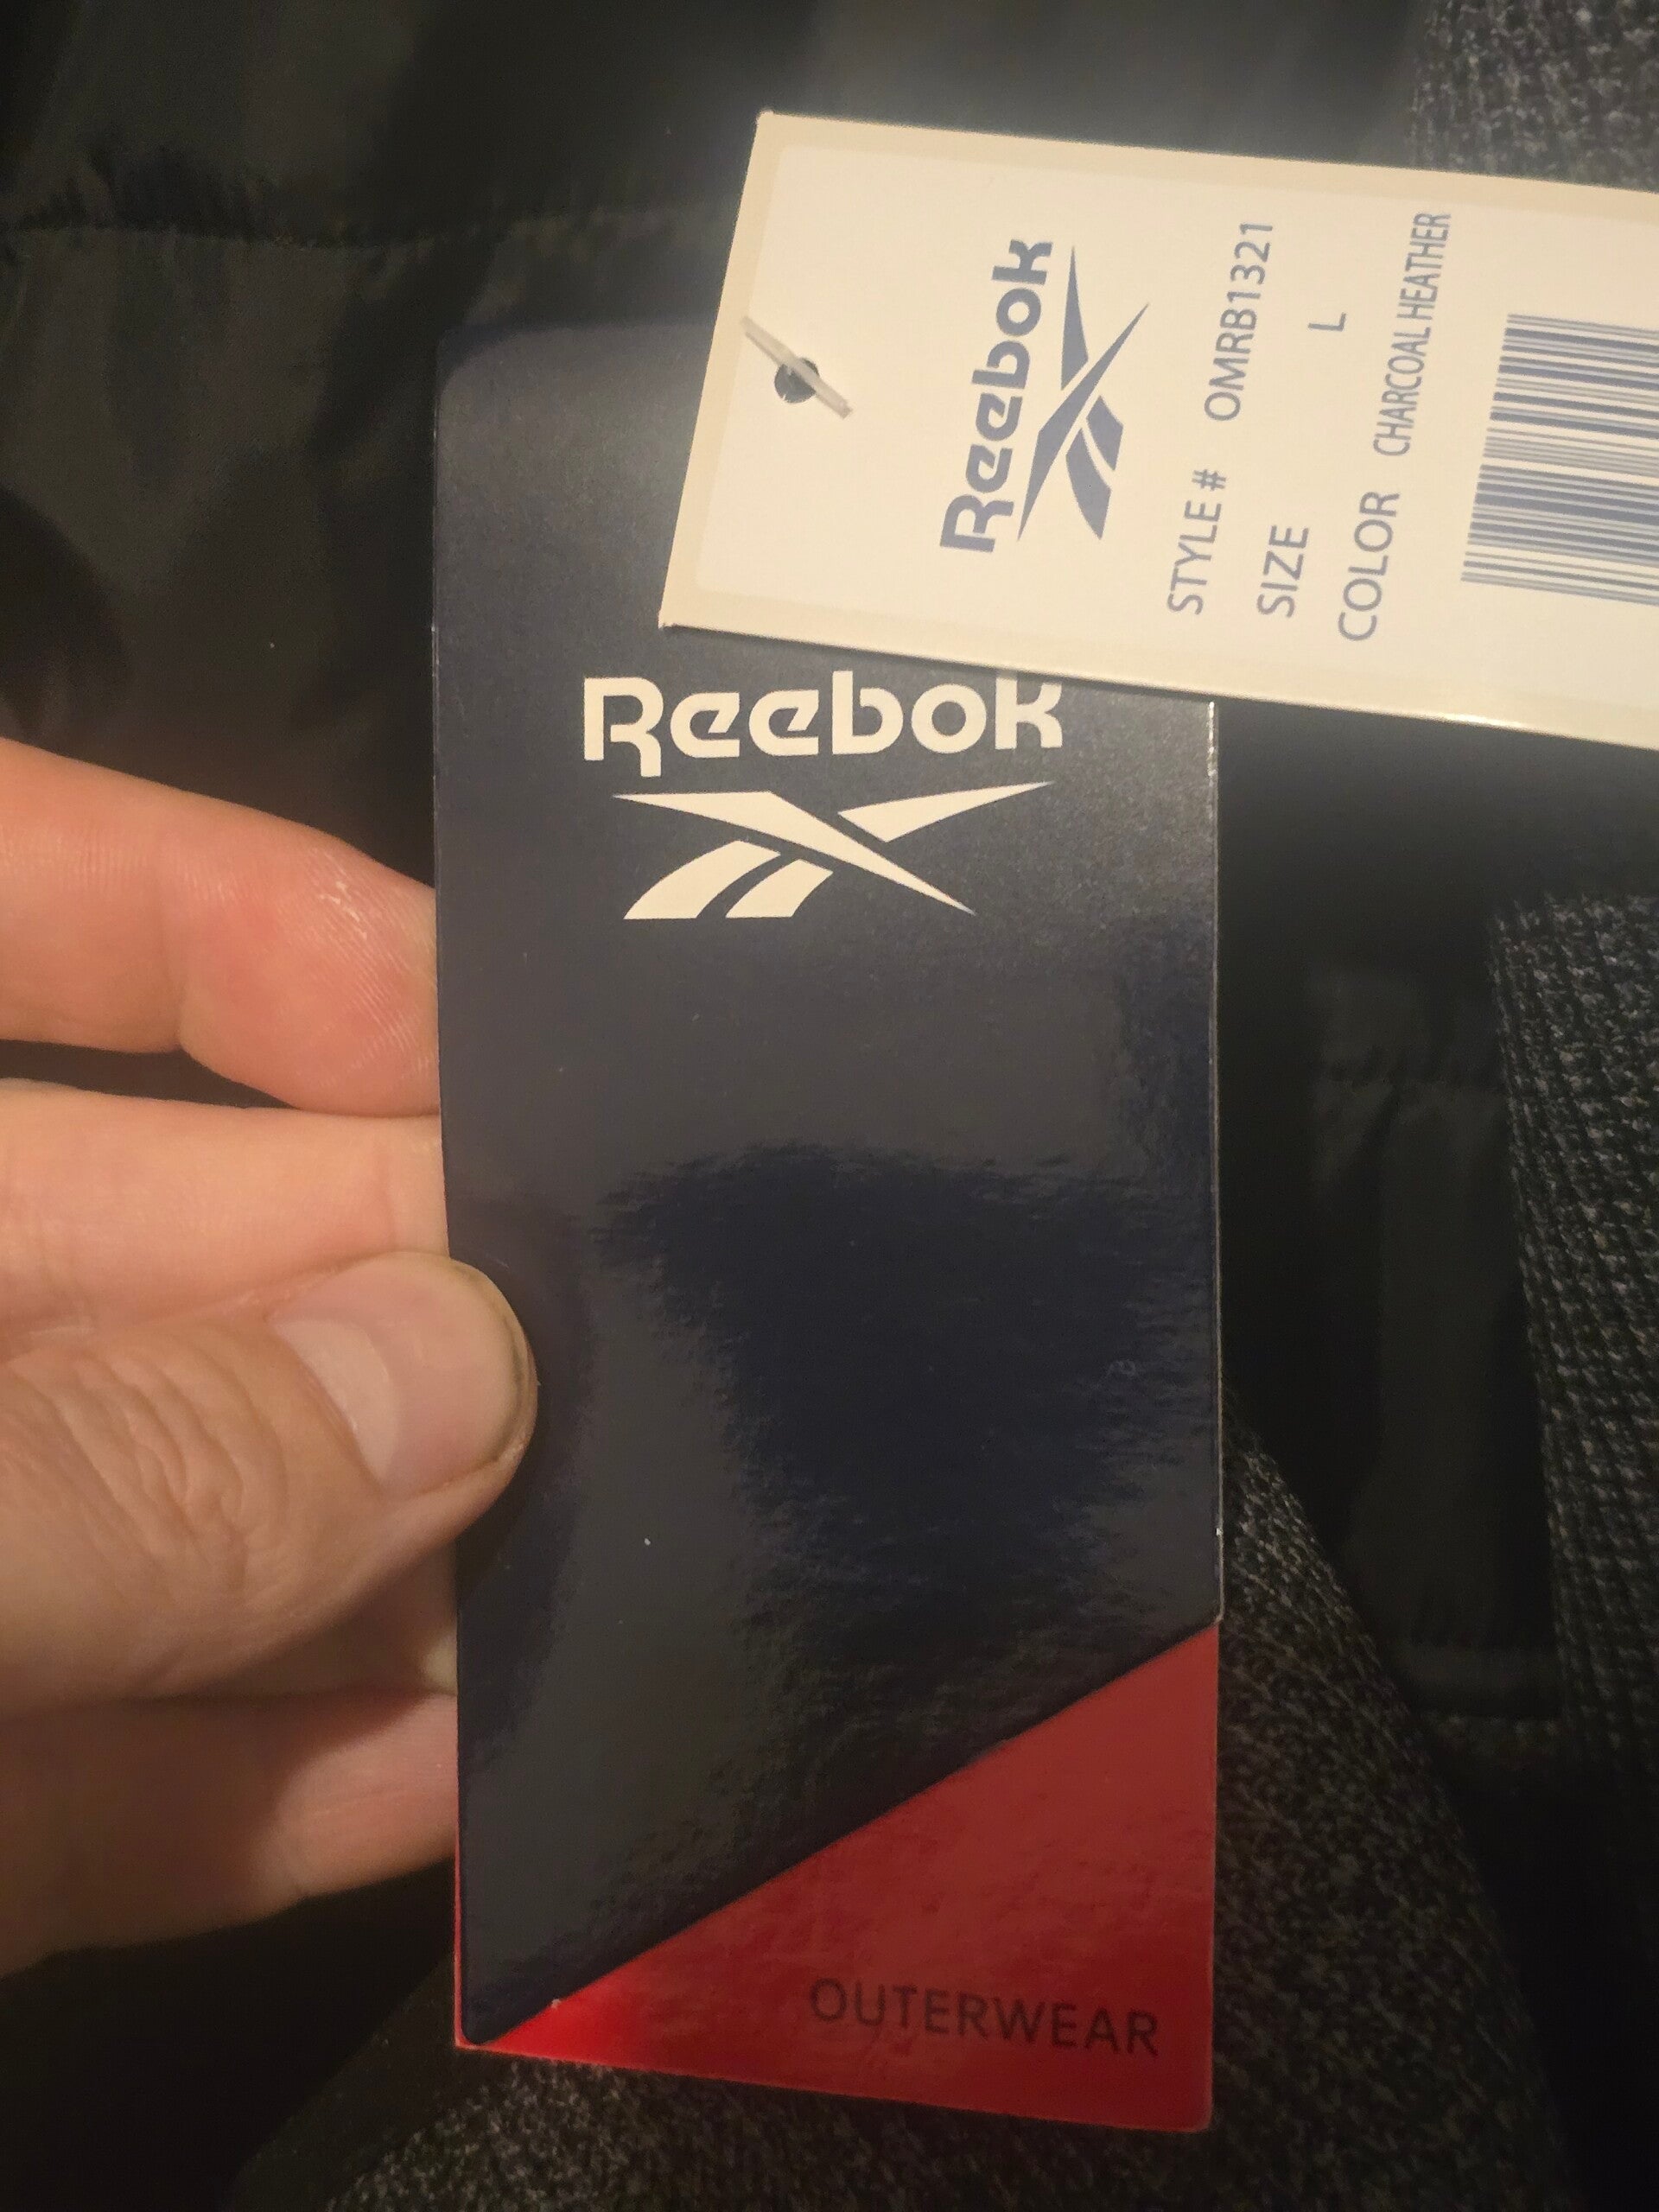 Reebok
STYLE # OMRB1321
SIZE L
COLOR CHARCOAL HEATHER
Reebok
OUTERWEAR